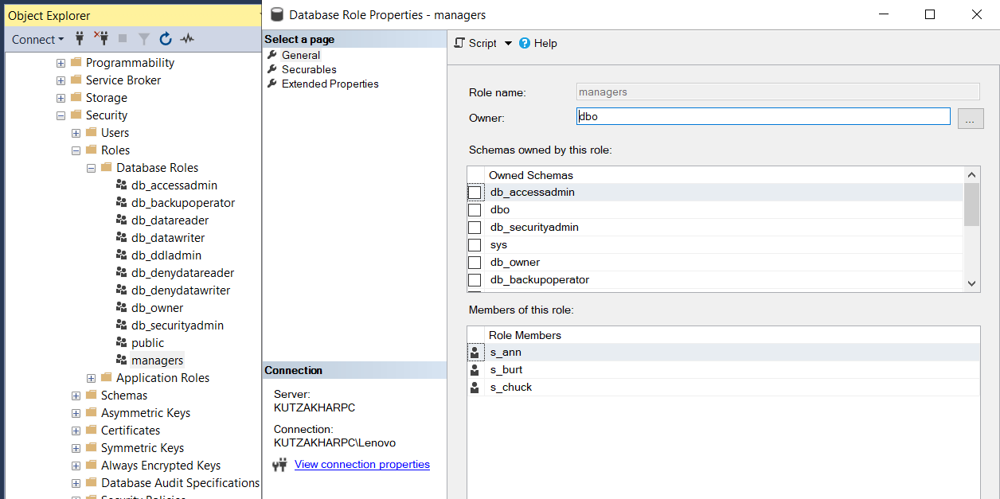 Object Explorer
Connect
Programmability
Service Broker
Storage
Security
Users
Roles
Database Roles
db_accessadmin
db_backupoperator
db_datareader
db_datawriter
db_ddladmin
db_denydatareader
db_denydatawriter
db_owner
db_securityadmin
public
managers
Application Roles
Schemas
Asymmetric Keys
Certificates
Symmetric Keys
Always Encrypted Keys
Database Audit Specifications
Security Policies
Database Role Properties - managers
Select a page
General
Securables
Extended Properties
Connection
Server:
KUTZAKHARPC
Connection:
KUTZAKHARPC\Lenovo
View connection properties
Script
Help
Role name: managers
Owner: dbo
...
Schemas owned by this role:
Owned Schemas
db_accessadmin
dbo
db_securityadmin
sys
db_owner
db_backupoperator
Members of this role:
Role Members
s_ann
s_burt
s_chuck